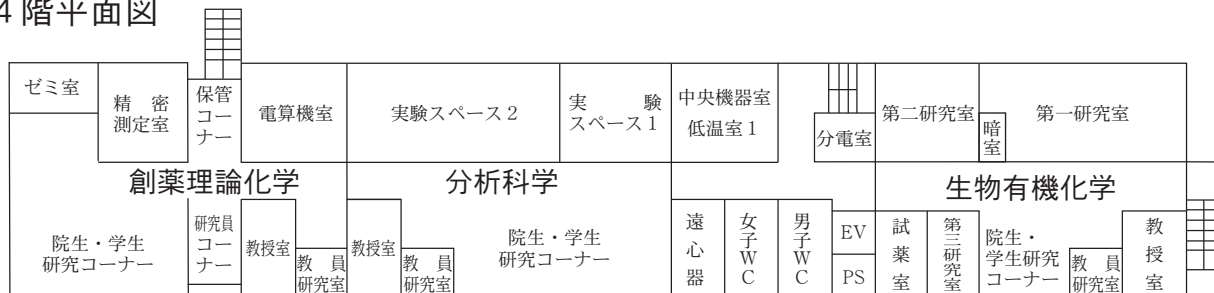 4階平面図
ゼミ室
精 密
測定室
保管
コー
ナー
電算機室
実験スペース2
実 験
スペース1
中央機器室
低温室1
分電室
第二研究室
暗
室
第一研究室
創薬理論化学
分析科学
生物有機化学
院生・学生
研究コーナー
研究員
コー
ナー
教授室
教 員
研究室
教授室
教 員
研究室
院生・学生
研究コーナー
遠
心
器
女
子
W
C
男
子
W
C
EV
PS
試
薬
室
第
三
研
究
室
院生・
学生研究
コーナー
教 員
研究室
教
授
室